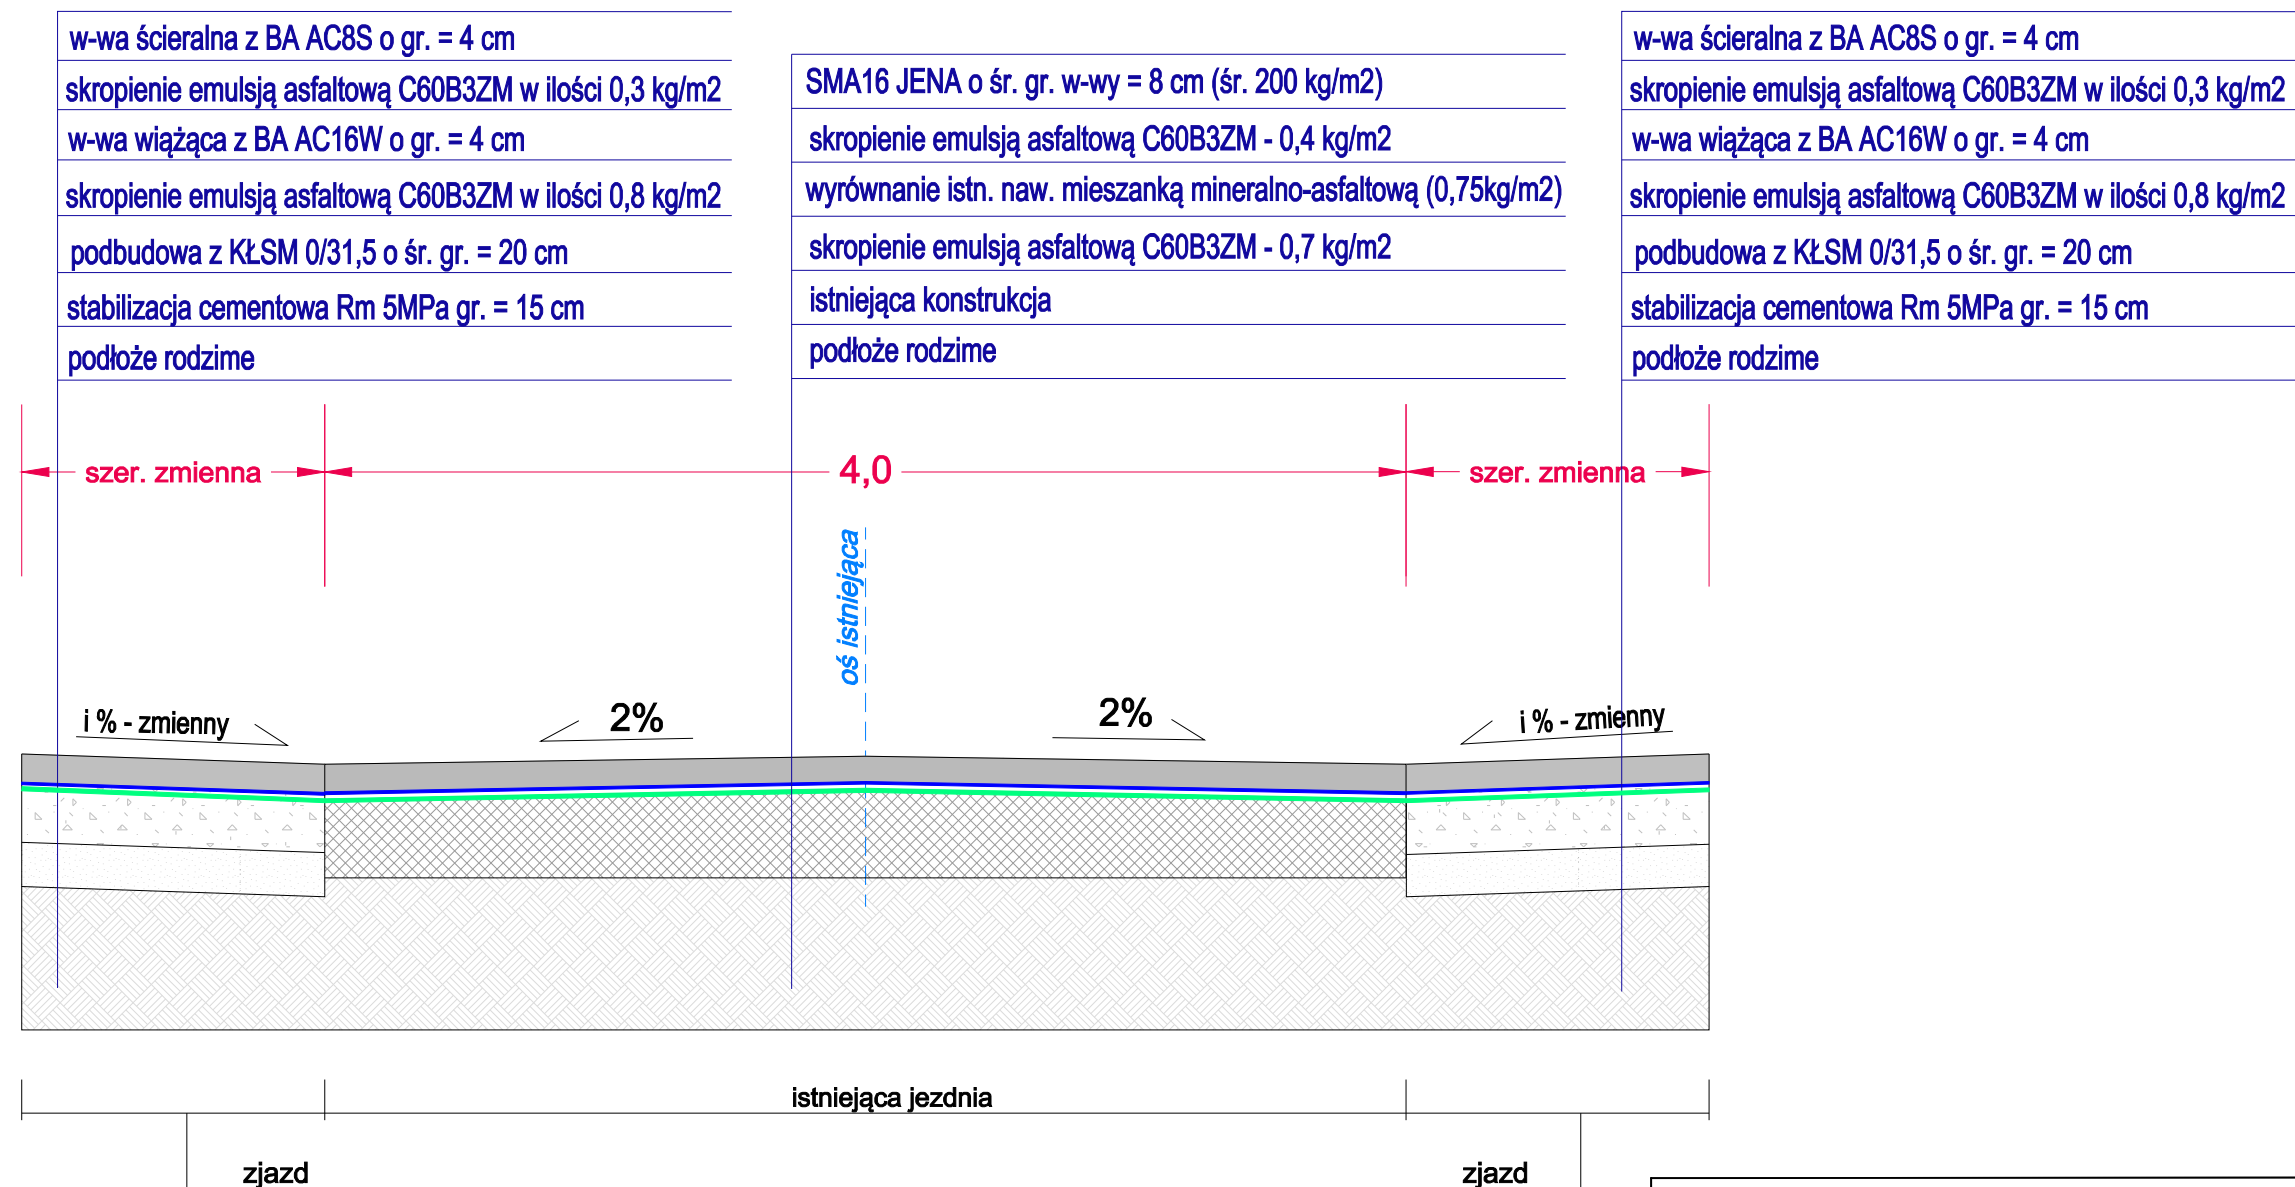 w-wa ścieralna z BA AC8S o gr. = 4 cm
skropienie emulsją asfaltową C60B3ZM w ilości 0,3 kg/m2
w-wa wiążąca z BA AC16W o gr. = 4 cm
skropienie emulsją asfaltową C60B3ZM w ilości 0,8 kg/m2
podbudowa z KŁSM 0/31,5 o śr. gr. = 20 cm
stabilizacja cementowa Rm 5MPa gr. = 15 cm
podłoże rodzime
SMA16 JENA o śr. gr. w-wy = 8 cm (śr. 200 kg/m2)
skropienie emulsją asfaltową C60B3ZM - 0,4 kg/m2
wyrównanie istn. naw. mieszanką mineralno-asfaltową (0,75kg/m2)
skropienie emulsją asfaltową C60B3ZM - 0,7 kg/m2
istniejąca konstrukcja
podłoże rodzime
w-wa ścieralna z BA AC8S o gr. = 4 cm
skropienie emulsją asfaltową C60B3ZM w ilości 0,3 kg/m2
w-wa wiążąca z BA AC16W o gr. = 4 cm
skropienie emulsją asfaltową C60B3ZM w ilości 0,8 kg/m2
podbudowa z KŁSM 0/31,5 o śr. gr. = 20 cm
stabilizacja cementowa Rm 5MPa gr. = 15 cm
podłoże rodzime
szer. zmienna
4,0
szer. zmienna
oś istniejąca
i % - zmienny
2%
2%
i % - zmienny
istniejąca jezdnia
zjazd
zjazd